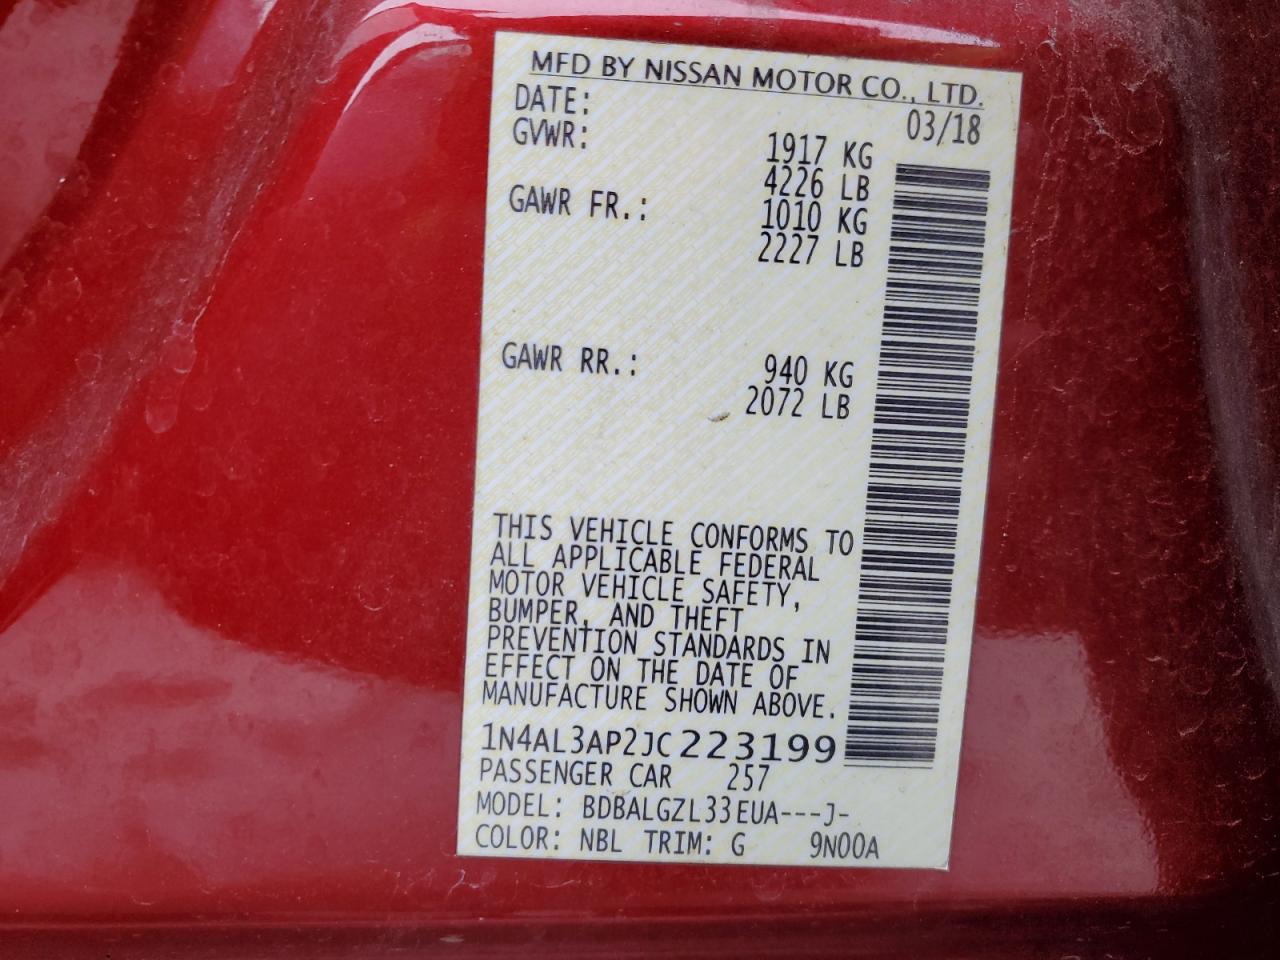 MFD BY NISSAN MOTOR CO., LTD.
DATE: 03/18
GVWR: 1917 KG
4226 LB
GAWR FR.: 1010 KG
2227 LB
GAWR RR.: 940 KG
2072 LB
THIS VEHICLE CONFORMS TO
ALL APPLICABLE FEDERAL
MOTOR VEHICLE SAFETY,
BUMPER, AND THEFT
PREVENTION STANDARDS IN
EFFECT ON THE DATE OF
MANUFACTURE SHOWN ABOVE.
1N4AL3AP2JC223199
PASSENGER CAR 257
MODEL: BDBALGZL33EUA---J-
COLOR: NBL TRIM: G 9N00A